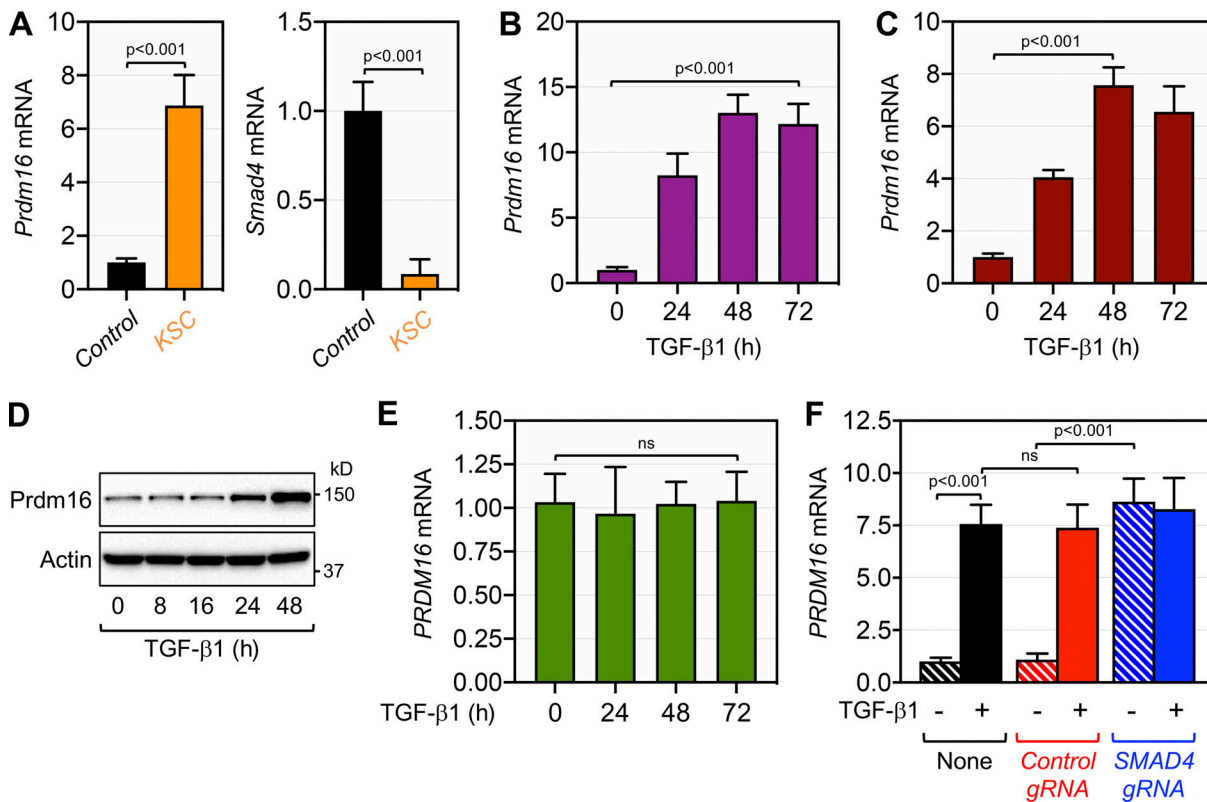 A
Prdm16 mRNA
10
8
6
4
2
0
p<0.001
Control
KSC
Smad4 mRNA
1.5
1.0
0.5
0.0
p<0.001
Control
KSC
B
Prdm16 mRNA
20
15
10
5
0
p<0.001
0 24 48 72
TGF-β1 (h)
C
Prdm16 mRNA
10
8
6
4
2
0
p<0.001
0 24 48 72
TGF-β1 (h)
D
kD
Prdm16
150
Actin
37
0 8 16 24 48
TGF-β1 (h)
E
PRDM16 mRNA
1.50
1.25
1.00
0.75
0.50
0.25
0.00
ns
TGF-β1 (h) 0 24 48 72
F
PRDM16 mRNA
12.5
10.0
7.5
5.0
2.5
0.0
p<0.001
ns
p<0.001
TGF-β1 - + - + - +
None
Control
gRNA
SMAD4
gRNA